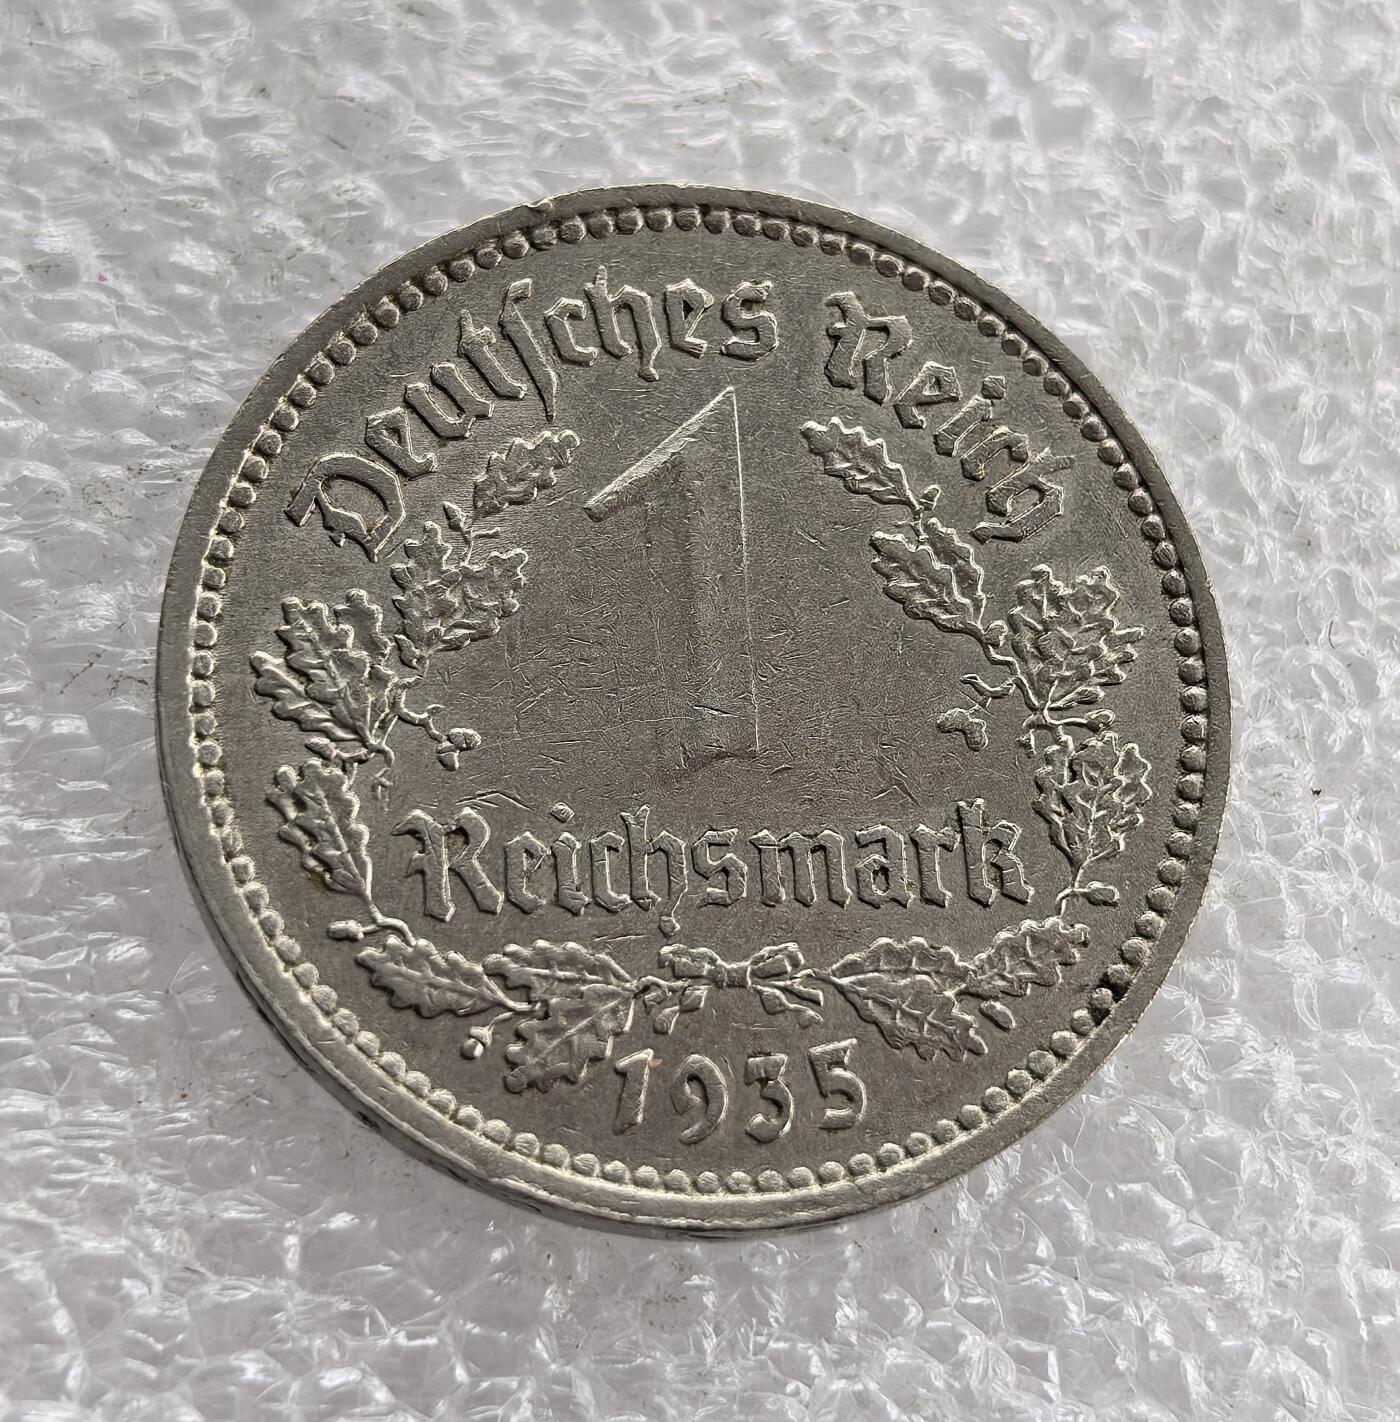 Deutſches Reich
1
Reichsmark
1935